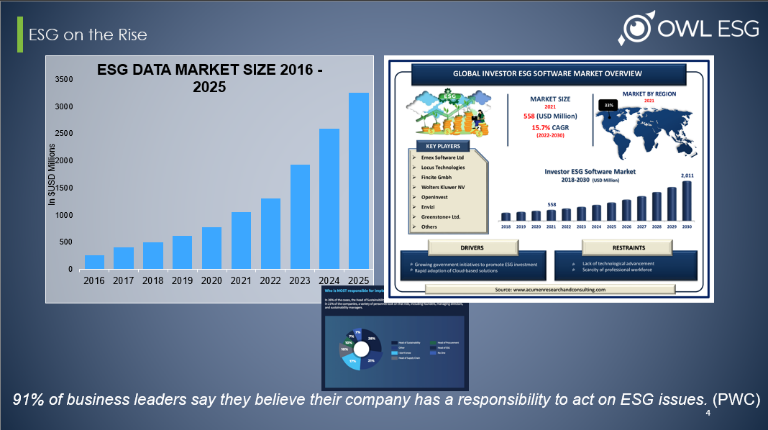 ESG on the Rise
OWL ESG
ESG DATA MARKET SIZE 2016 -
2025
In $USD Millions
3500
3000
2500
2000
1500
1000
500
0
2016 2017 2018 2019 2020 2021 2022 2023 2024 2025
GLOBAL INVESTOR ESG SOFTWARE MARKET OVERVIEW
ESG
MARKET SIZE
2021
558 (USD Million)
15.7% CAGR
(2022-2030)
MARKET BY REGION
2021
33%
KEY PLAYERS
Emex Software Ltd
Locus Technologies
Fincite Gmbh
Wolters Kluwer NV
OpenInvest
Envizi
Greenstone+ Ltd.
Others
Investor ESG Software Market
2018-2030 (USD Million)
558
2,011
2018 2019 2020 2021 2022 2023 2024 2025 2026 2027 2028 2029 2030
DRIVERS
Growing government initiatives to promote ESG investment
Rapid adoption of Cloud-based solutions
RESTRAINTS
Lack of technological advancement
Scarcity of professional workforce
Source: www.acumenresearchandconsulting.com
Who is MOST responsible for
91% of business leaders say they believe their company has a responsibility to act on ESG issues. (PWC)
4